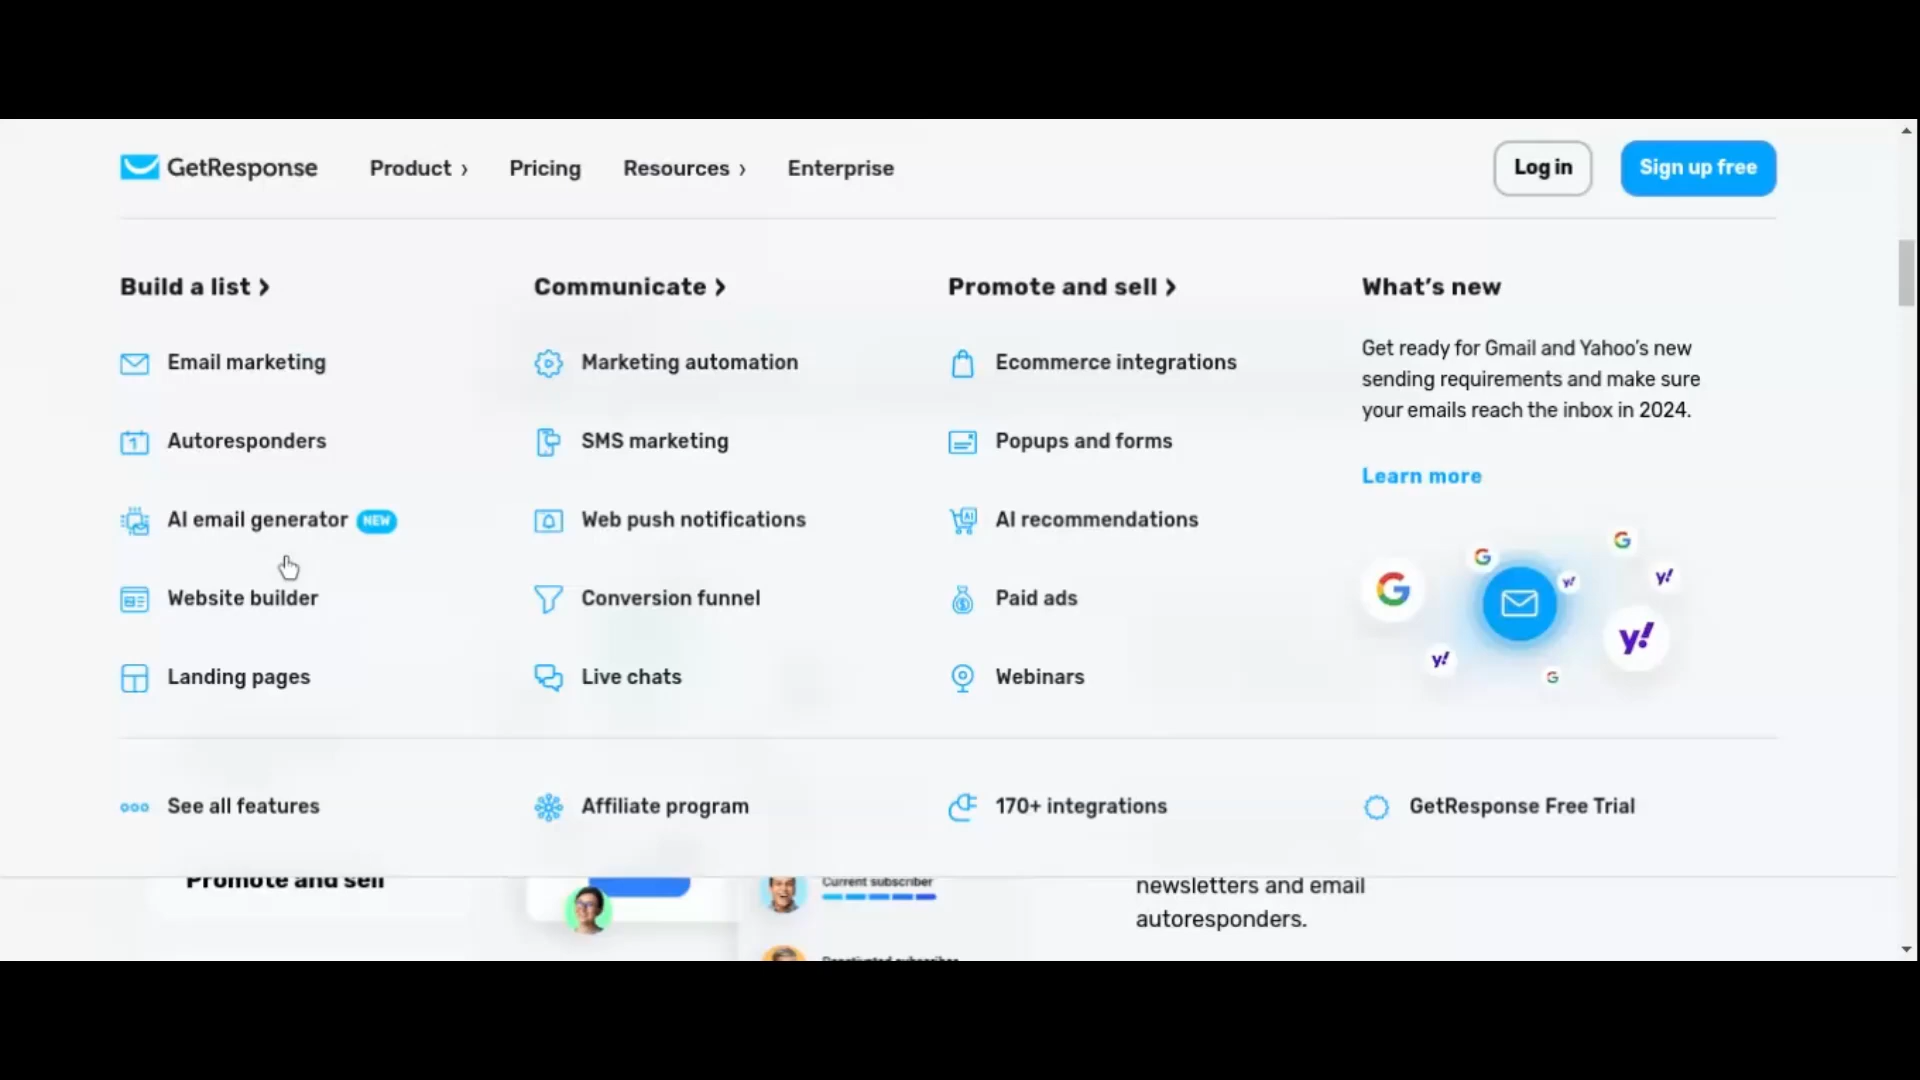 GetResponse
Product ›
Pricing
Resources ›
Enterprise
Log in
Sign up free
Build a list ›
Email marketing
Autoresponders
AI email generator NEW
Website builder
Landing pages
Communicate ›
Marketing automation
SMS marketing
Web push notifications
Conversion funnel
Live chats
Promote and sell ›
Ecommerce integrations
Popups and forms
AI recommendations
Paid ads
Webinars
What's new
Get ready for Gmail and Yahoo's new
sending requirements and make sure
your emails reach the inbox in 2024.
Learn more
See all features
Affiliate program
170+ integrations
GetResponse Free Trial
Promote and sell
Current subscriber
newsletters and email
autoresponders.